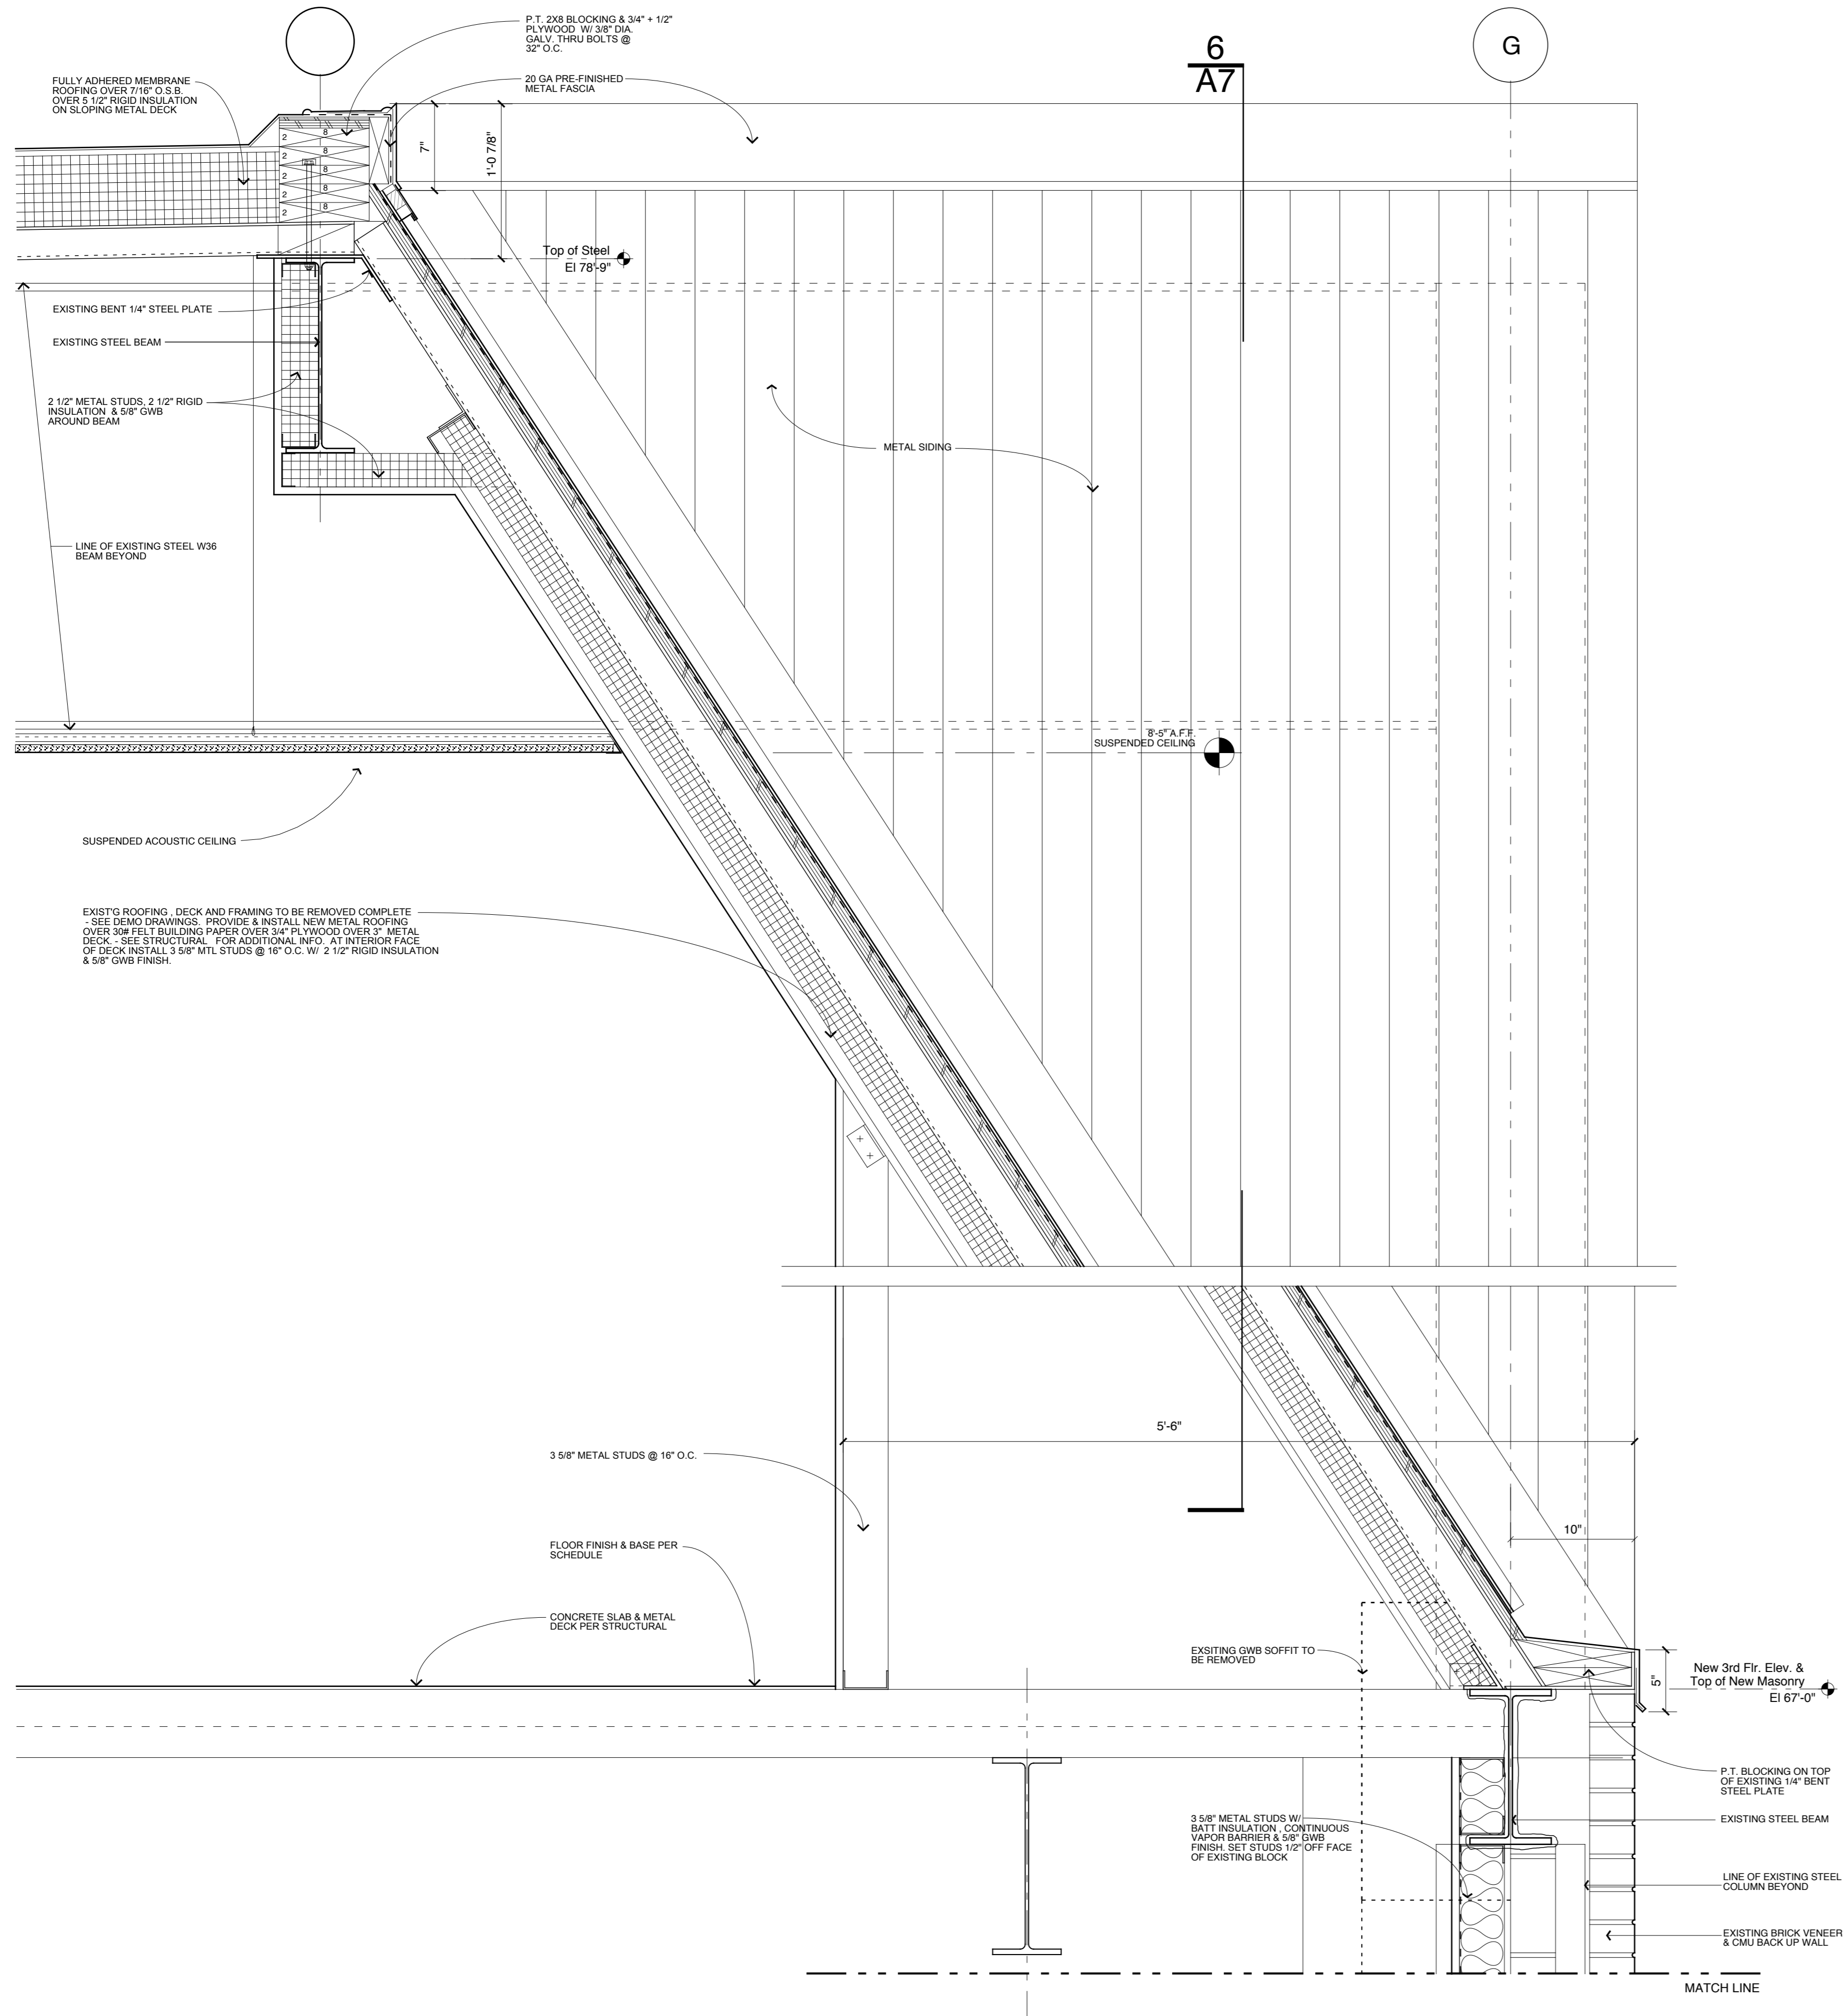 P.T. 2X8 BLOCKING & 3/4" + 1/2"
PLYWOOD W/ 3/8" DIA.
GALV. THRU BOLTS @
32" O.C.
6
A7
G
FULLY ADHERED MEMBRANE
ROOFING OVER 7/16" O.S.B.
OVER 5 1/2" RIGID INSULATION
ON SLOPING METAL DECK
20 GA PRE-FINISHED
METAL FASCIA
2 8
2 8
2 8
2 8
2 8
7"
1'-0 7/8"
Top of Steel
El 78'-9"
EXISTING BENT 1/4" STEEL PLATE
EXISTING STEEL BEAM
2 1/2" METAL STUDS, 2 1/2" RIGID
INSULATION & 5/8" GWB
AROUND BEAM
METAL SIDING
LINE OF EXISTING STEEL W36
BEAM BEYOND
8'-5" A.F.F.
SUSPENDED CEILING
SUSPENDED ACOUSTIC CEILING
EXIST'G ROOFING , DECK AND FRAMING TO BE REMOVED COMPLETE
- SEE DEMO DRAWINGS. PROVIDE & INSTALL NEW METAL ROOFING
OVER 30# FELT BUILDING PAPER OVER 3/4" PLYWOOD OVER 3" METAL
DECK. - SEE STRUCTURAL FOR ADDITIONAL INFO. AT INTERIOR FACE
OF DECK INSTALL 3 5/8" MTL STUDS @ 16" O.C. W/ 2 1/2" RIGID INSULATION
& 5/8" GWB FINISH.
5'-6"
3 5/8" METAL STUDS @ 16" O.C.
10"
FLOOR FINISH & BASE PER
SCHEDULE
CONCRETE SLAB & METAL
DECK PER STRUCTURAL
EXSITING GWB SOFFIT TO
BE REMOVED
5"
New 3rd Flr. Elev. &
Top of New Masonry
El 67'-0"
P.T. BLOCKING ON TOP
OF EXISTING 1/4" BENT
STEEL PLATE
3 5/8" METAL STUDS W/
BATT INSULATION , CONTINUOUS
VAPOR BARRIER & 5/8" GWB
FINISH. SET STUDS 1/2" OFF FACE
OF EXISTING BLOCK
EXISTING STEEL BEAM
LINE OF EXISTING STEEL
COLUMN BEYOND
EXISTING BRICK VENEER
& CMU BACK UP WALL
MATCH LINE